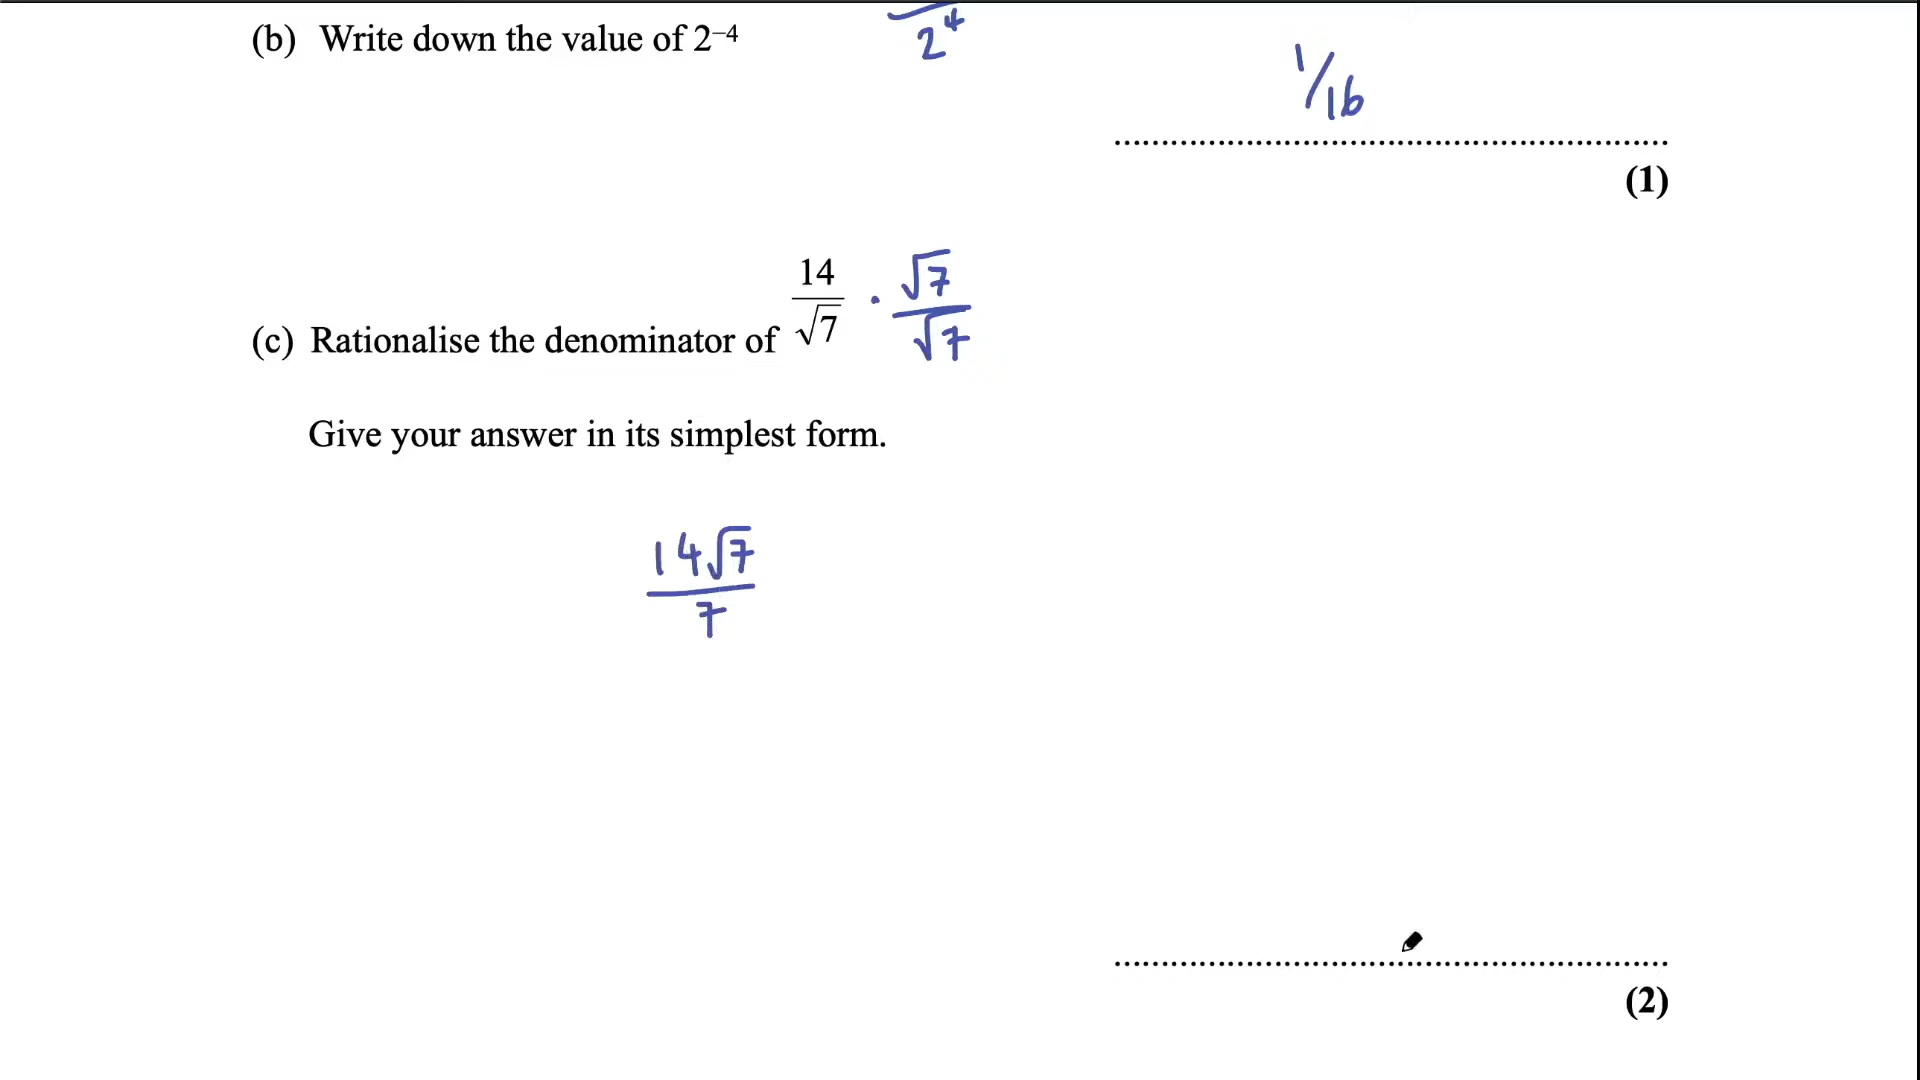 (b) Write down the value of 2⁻⁴
2⁴
1/16
(1)
(c) Rationalise the denominator of 14/√7 · √7/√7
Give your answer in its simplest form.
14√7
7
(2)